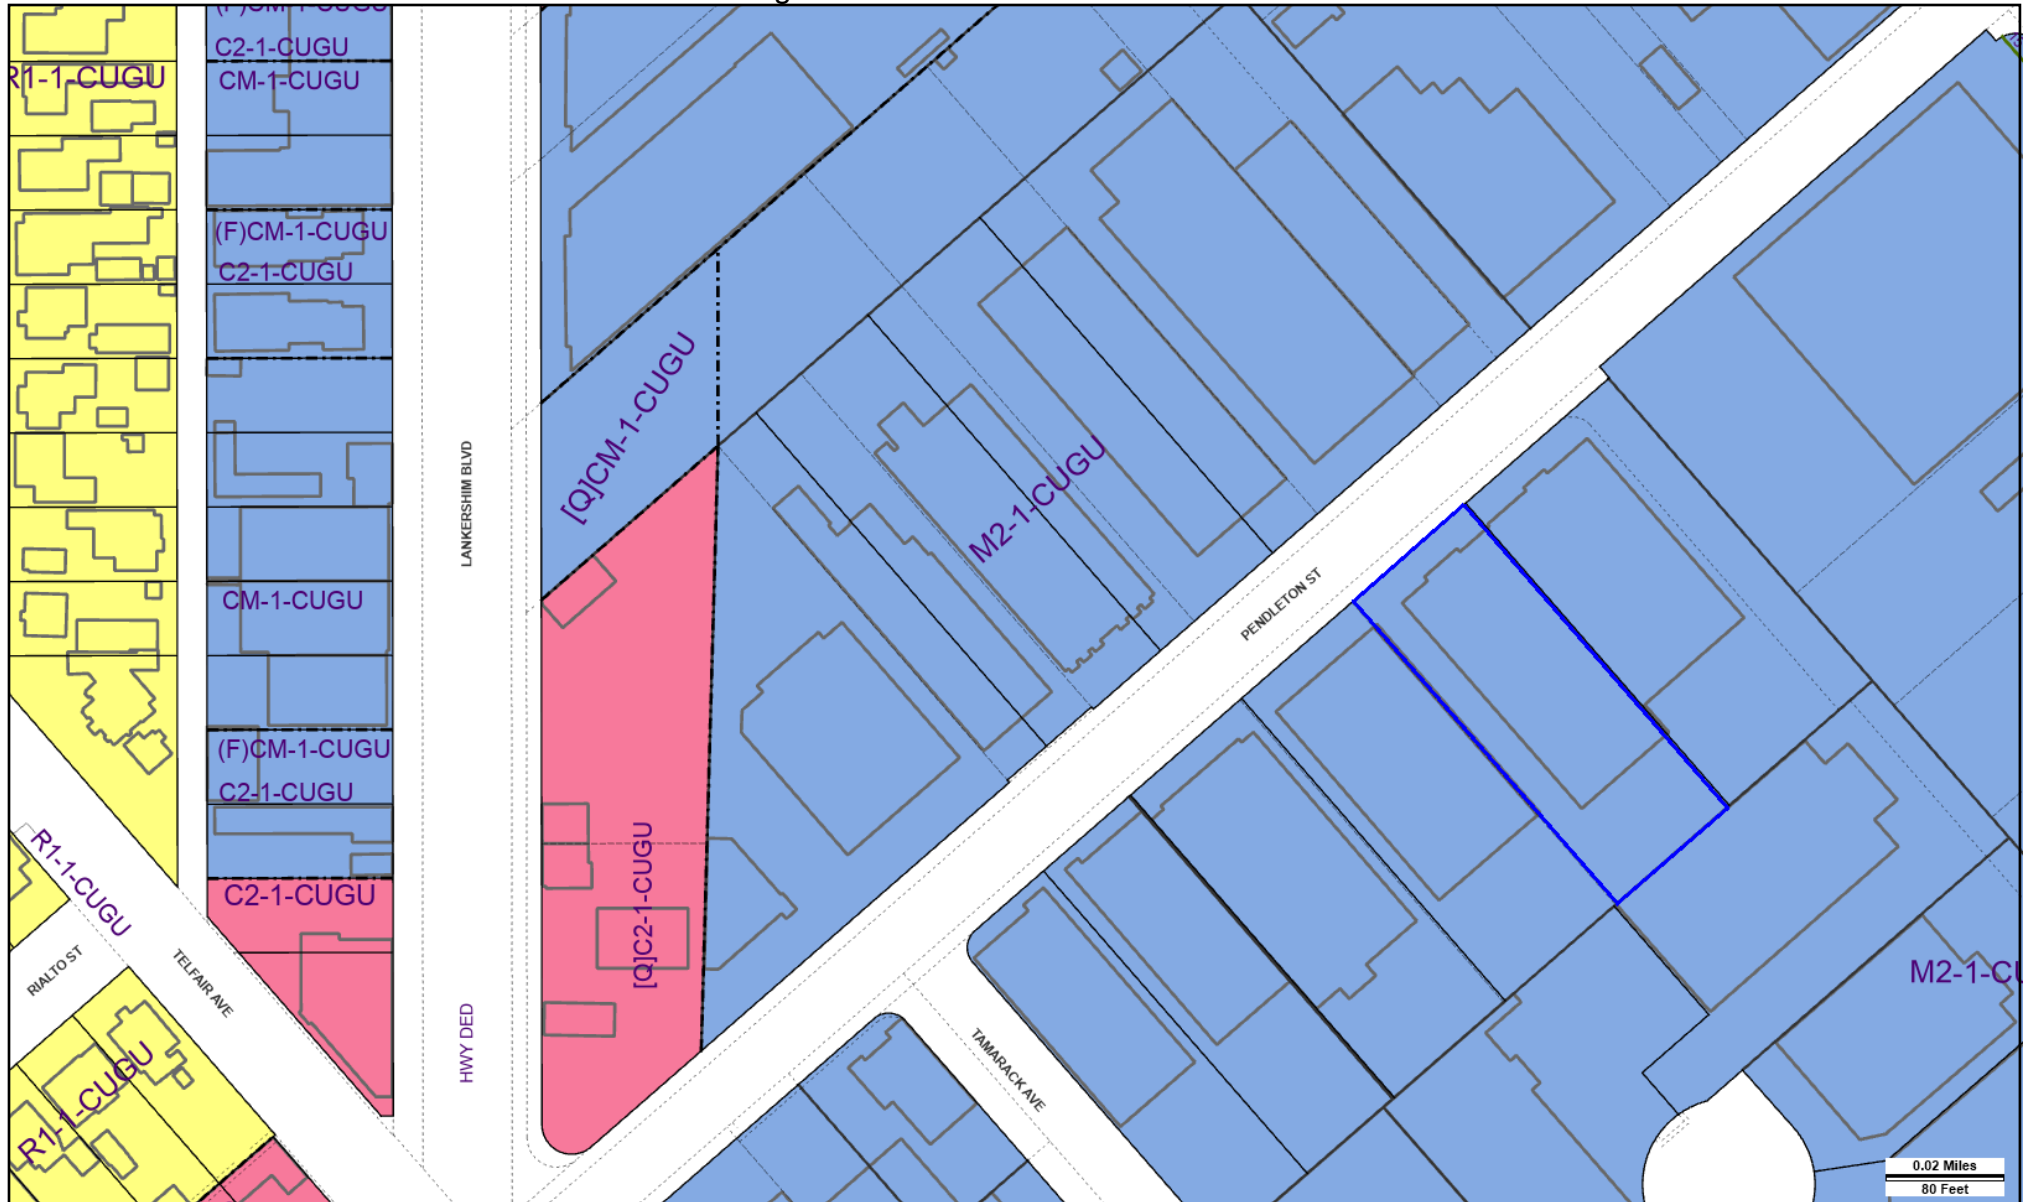 C2-1-CUGU
R1-1-CUGU
CM-1-CUGU
(F)CM-1-CUGU
C2-1-CUGU
[Q]CM-1-CUGU
LANKERSHIM BLVD
M2-1-CUGU
PENDLETON ST
CM-1-CUGU
(F)CM-1-CUGU
C2-1-CUGU
R1-1-CUGU
C2-1-CUGU
[Q]C2-1-CUGU
RIALTO ST
TELFAIR AVE
M2-1-CU
HWY DED
TAMARACK AVE
R1-1-CUGU
0.02 Miles
80 Feet